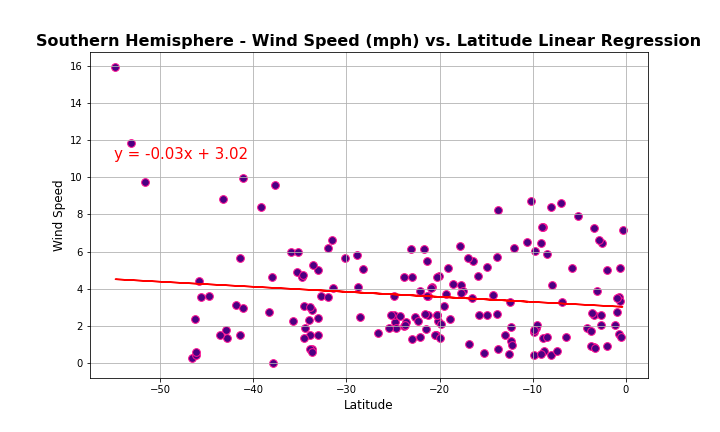 Southern Hemisphere - Wind Speed (mph) vs. Latitude Linear Regression
16
14
12
10
8
6
4
2
0
Wind Speed
y = -0.03x + 3.02
−50 −40 −30 −20 −10 0
Latitude